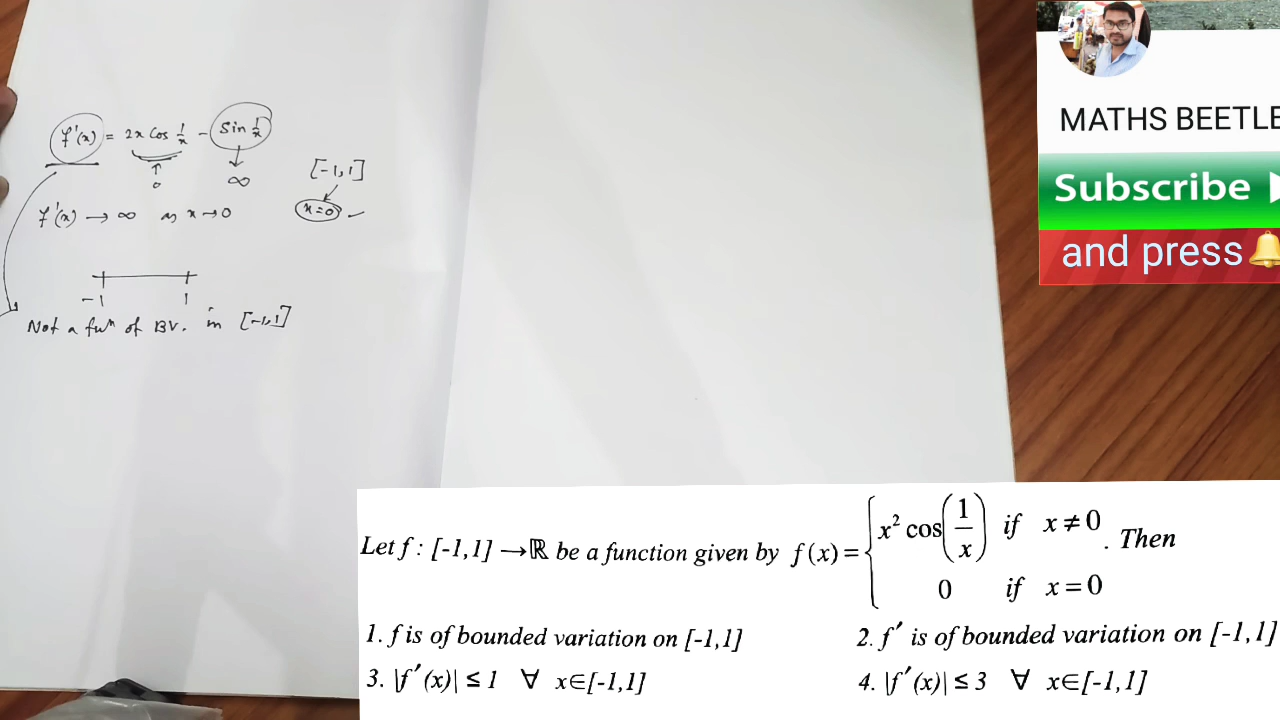 f'(x) = 2x Cos 1/x - Sin 1/x
0 ∞
[-1,1]
x=0 ✓
f'(x) → ∞ as x→0
-1 1
Not a fuⁿ of BV. in [-1,1]
MATHS BEETLE
Subscribe
and press
Let f : [-1,1] → ℝ be a function given by f(x) = { x² cos(1/x) if x ≠ 0
0 if x = 0 . Then
1. f is of bounded variation on [-1,1]
2. f' is of bounded variation on [-1,1]
3. |f'(x)| ≤ 1 ∀ x∈[-1,1]
4. |f'(x)| ≤ 3 ∀ x∈[-1,1]